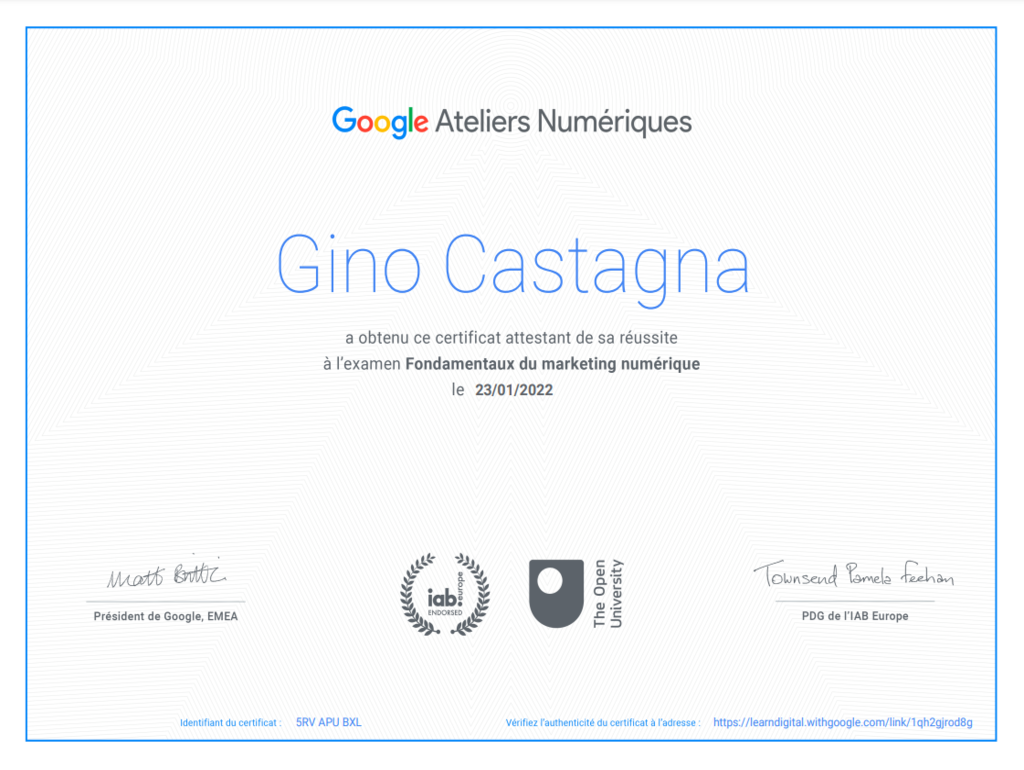 Google Ateliers Numériques
Gino Castagna
a obtenu ce certificat attestant de sa réussite
à l'examen Fondamentaux du marketing numérique
le 23/01/2022
Matt Brittin
Président de Google, EMEA
iab europe
ENDORSED
The Open
University
Townsend Pamela Feehan
PDG de l'IAB Europe
Identifiant du certificat : 5RV APU BXL
Vérifiez l'authenticité du certificat à l'adresse : https://learndigital.withgoogle.com/link/1qh2gjrod8g